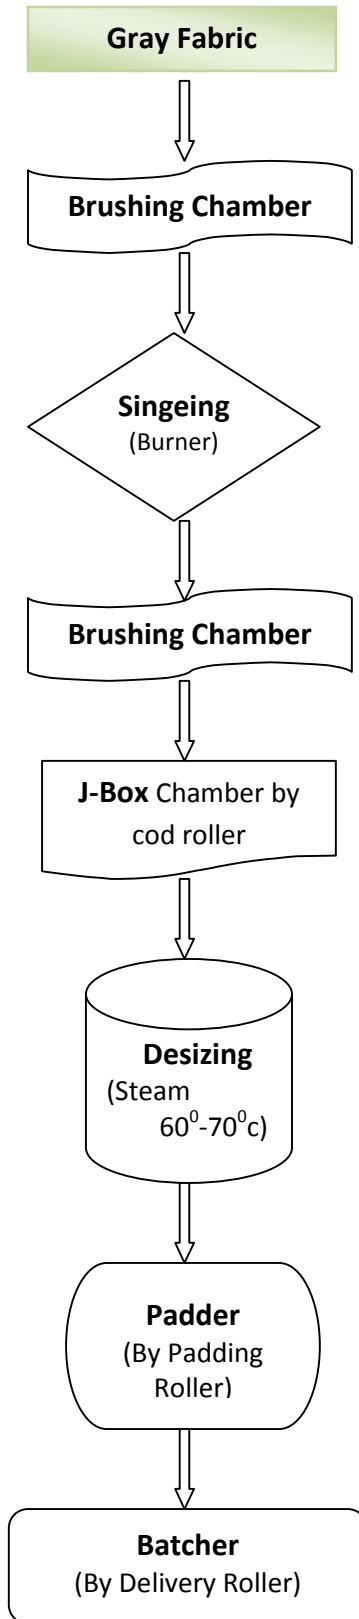 Gray Fabric
Brushing Chamber
Singeing
(Burner)
Brushing Chamber
J-Box Chamber by
cod roller
Desizing
(Steam
60⁰-70⁰c)
Padder
(By Padding
Roller)
Batcher
(By Delivery Roller)